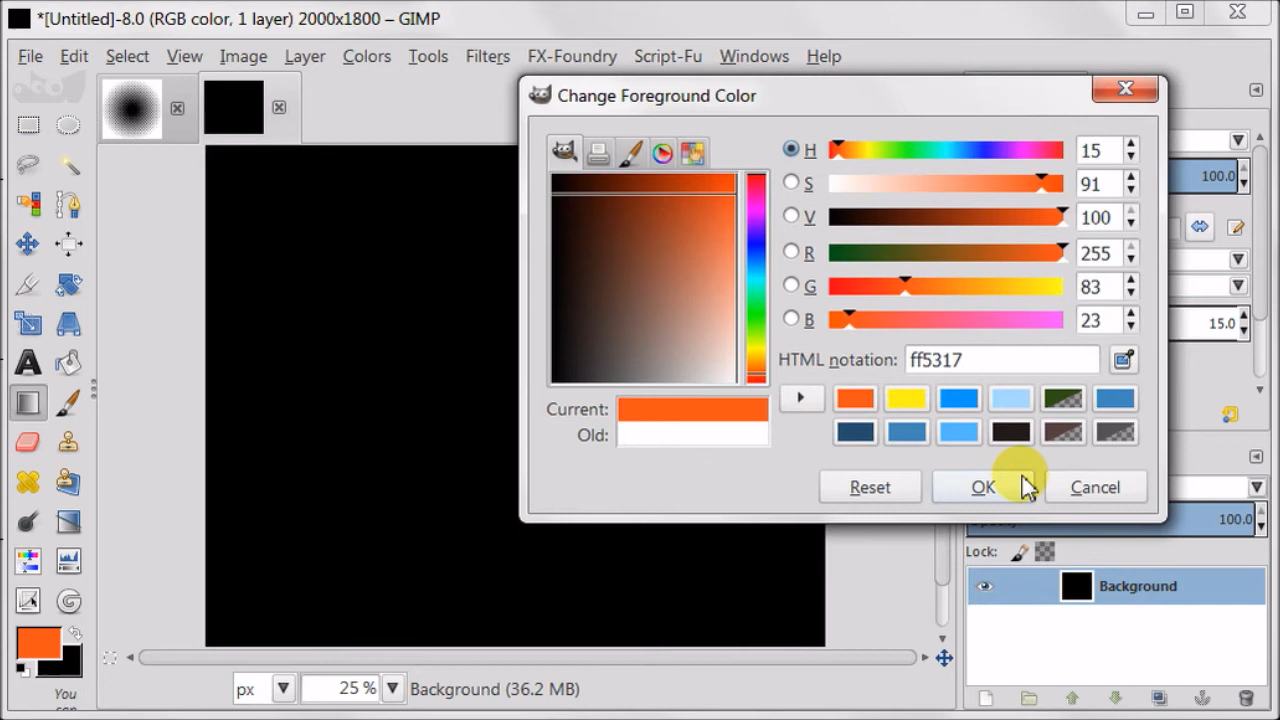 *[Untitled]-8.0 (RGB color, 1 layer) 2000x1800 – GIMP
File Edit Select View Image Layer Colors Tools Filters FX-Foundry Script-Fu Windows Help
Change Foreground Color
H 15
S 91
V 100
R 255
G 83
B 23
HTML notation: ff5317
Current:
Old:
Reset OK Cancel
100.0
15.0
100.0
Lock:
Background
You
px 25 % Background (36.2 MB)